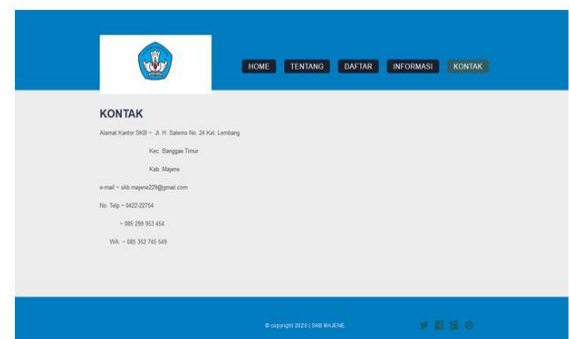 HOME TENTANG DAFTAR INFORMASI KONTAK
KONTAK
Alamat Kantor SKB ~ Jl. H. Salemo No. 24 Kel. Lembang
Kec. Banggae Timur
Kab. Majene
e-mail ~ skb.majene229@gmail.com
No. Telp ~ 0422-22754
~ 085 299 953 454
WA. ~ 085 352 745 549
© copyright 2023 | SKB MAJENE.